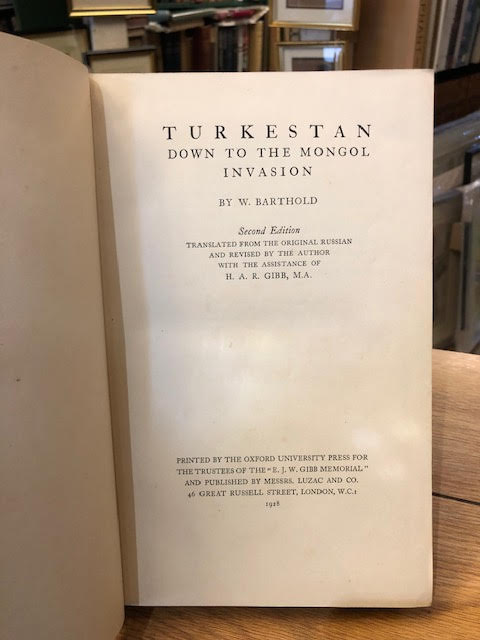 TURKESTAN
DOWN TO THE MONGOL
INVASION
BY W. BARTHOLD
Second Edition
TRANSLATED FROM THE ORIGINAL RUSSIAN
AND REVISED BY THE AUTHOR
WITH THE ASSISTANCE OF
H. A. R. GIBB, M.A.
PRINTED BY THE OXFORD UNIVERSITY PRESS FOR
THE TRUSTEES OF THE "E. J. W. GIBB MEMORIAL"
AND PUBLISHED BY MESSRS. LUZAC AND CO.
46 GREAT RUSSELL STREET, LONDON, W.C.1
1928